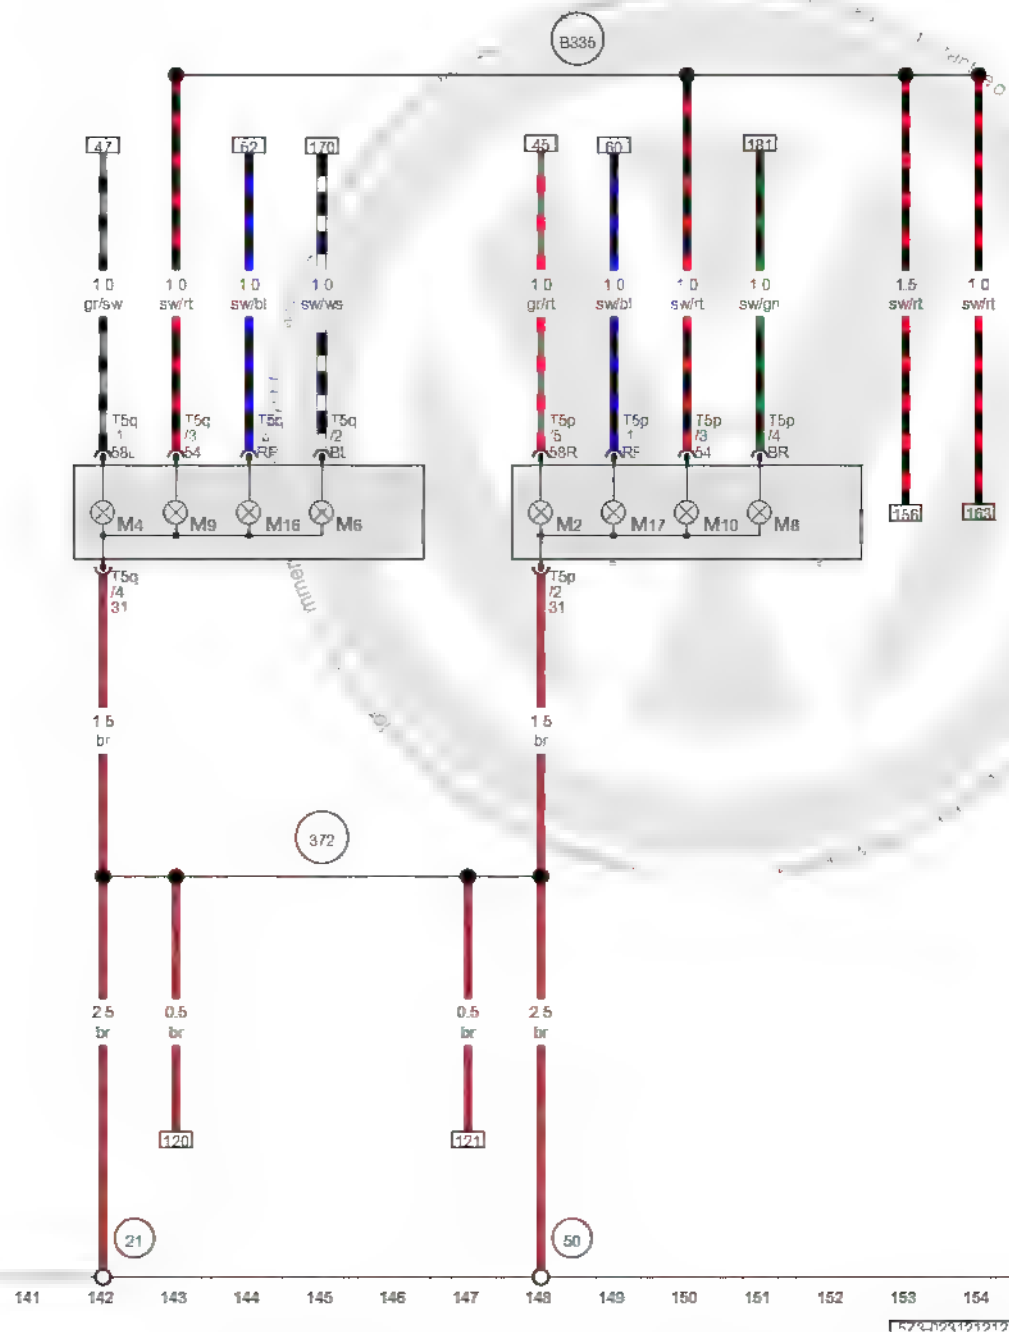 B335
47
62
170
45
60
181
1.0 1.0 1.0 1.0 1.0 1.0 1.0 1.0 1.5 1.0
gr/sw sw/rt sw/bl sw/ws gr/rt sw/bl sw/rt sw/gn sw/rt sw/rt
T5q T5q T5q T5q T5p T5p T5p T5p
1 /3 /2 /5 1 /3 /4
58L 54 RF BL 58R RF 54 BR
M4 M9 M16 M6 M2 M17 M10 M8
156 163
T5q T5p
/4 /2
31 31
1.5 1.5
br br
372
2.5 0.5 0.5 2.5
br br br br
120 121
21 50
141 142 143 144 145 146 147 148 149 150 151 152 153 154